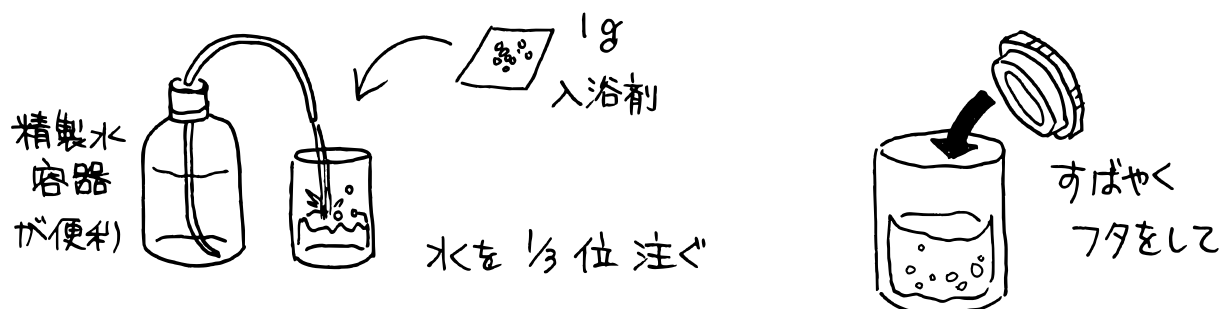 精製水
容器
が便利
1g
入浴剤
水を 1/3 位 注ぐ
すばやく
フタをして